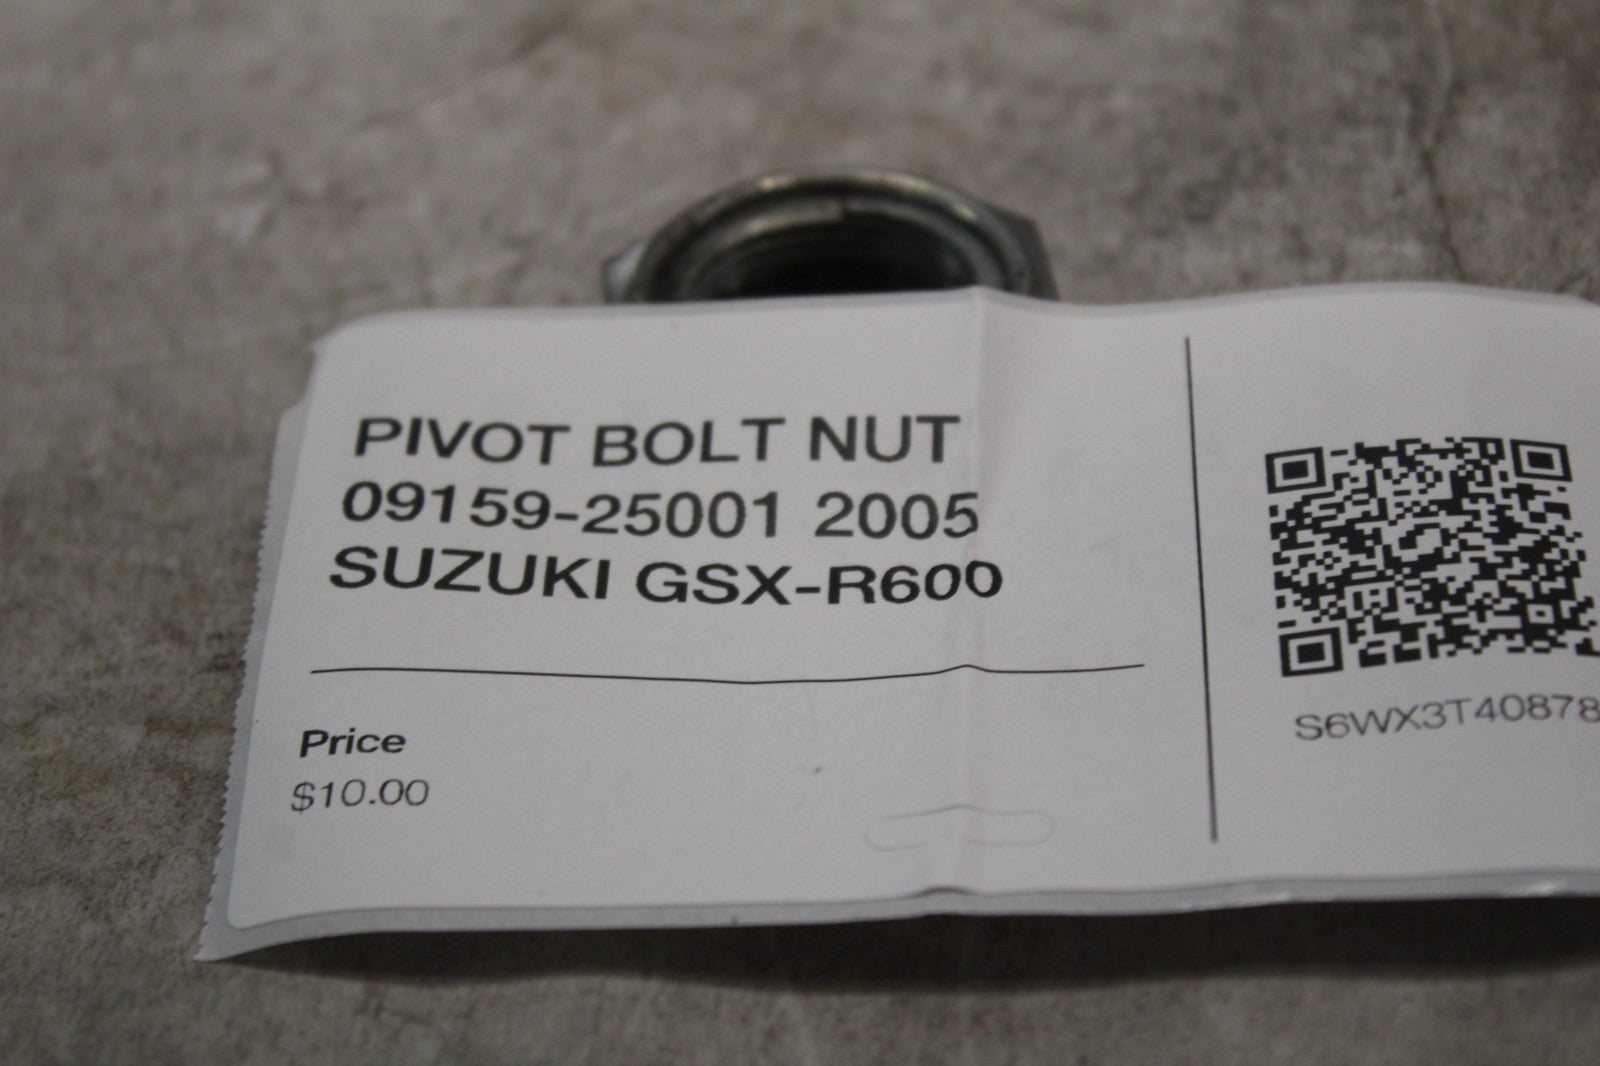 PIVOT BOLT NUT
09159-25001 2005
SUZUKI GSX-R600
Price
$10.00
S6WX3T40878